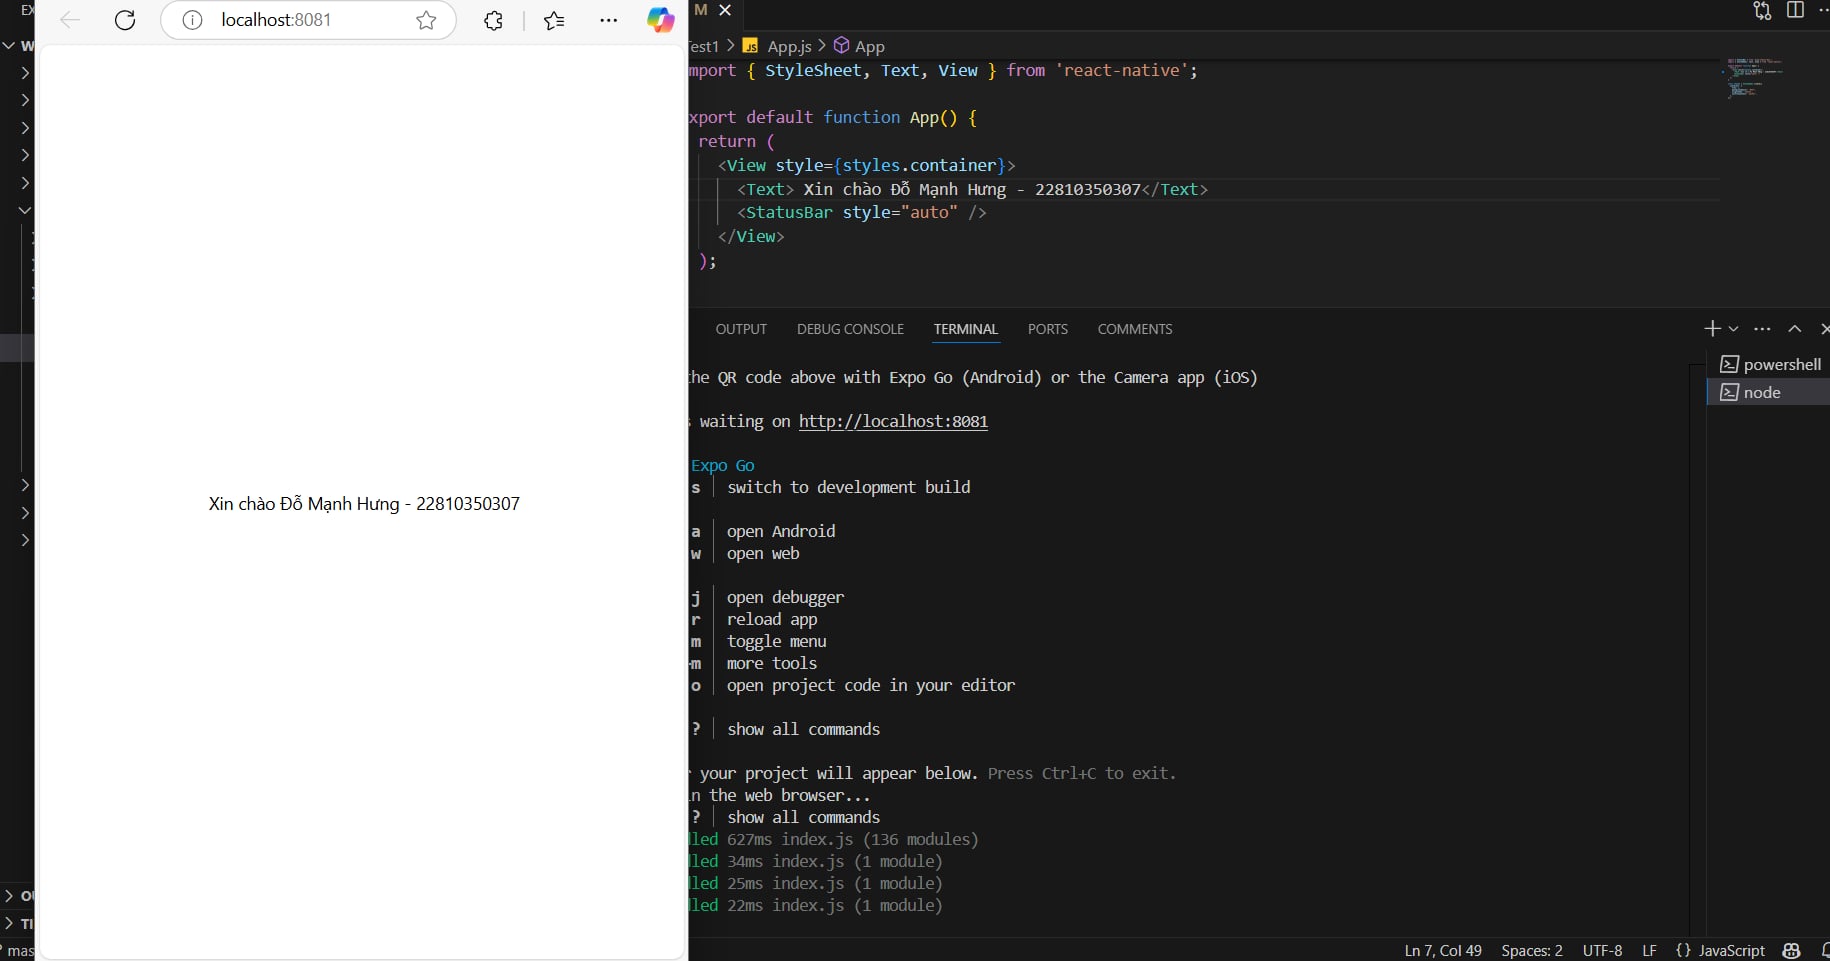 EX
localhost:8081
W
OU
TI
mas
M
Test1 > JS App.js > App
import { StyleSheet, Text, View } from 'react-native';
export default function App() {
return (
<View style={styles.container}>
<Text> Xin chào Đỗ Mạnh Hưng - 22810350307</Text>
<StatusBar style="auto" />
</View>
);
Xin chào Đỗ Mạnh Hưng - 22810350307
OUTPUT DEBUG CONSOLE TERMINAL PORTS COMMENTS
powershell
node
the QR code above with Expo Go (Android) or the Camera app (iOS)
s waiting on http://localhost:8081
Expo Go
s │ switch to development build
a │ open Android
w │ open web
j │ open debugger
r │ reload app
m │ toggle menu
m │ more tools
o │ open project code in your editor
? │ show all commands
r your project will appear below. Press Ctrl+C to exit.
in the web browser...
? │ show all commands
lled 627ms index.js (136 modules)
lled 34ms index.js (1 module)
lled 25ms index.js (1 module)
lled 22ms index.js (1 module)
Ln 7, Col 49 Spaces: 2 UTF-8 LF {} JavaScript